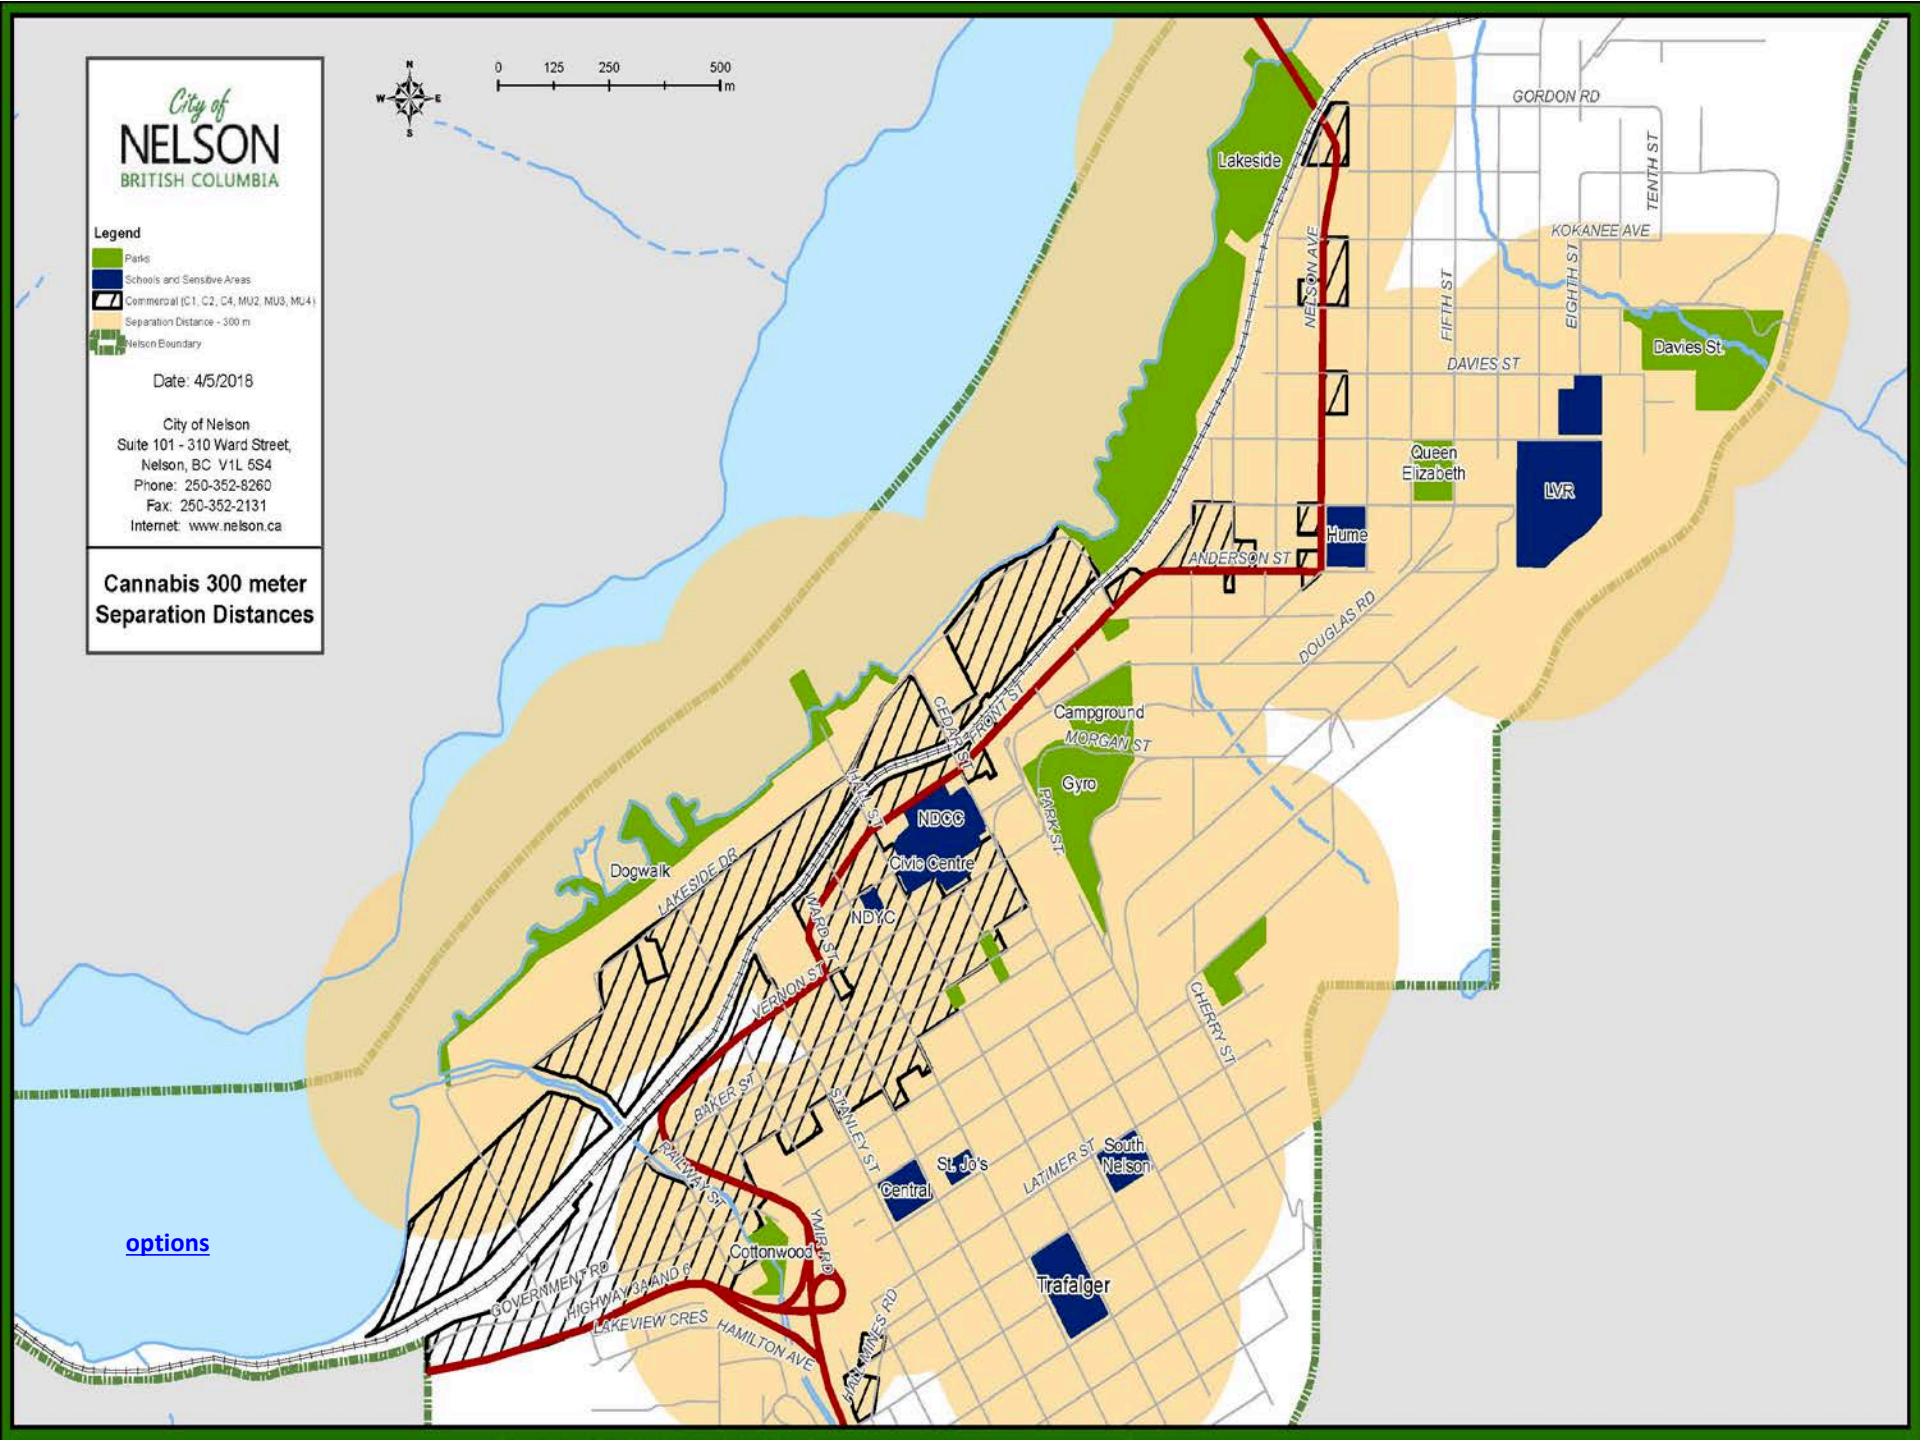 City of
NELSON
BRITISH COLUMBIA
Legend
Parks
Schools and Sensitive Areas
Commercial (C1, C2, C4, MU2, MU3, MU4)
Separation Distance - 300 m
Nelson Boundary
Date: 4/5/2018
City of Nelson
Suite 101 - 310 Ward Street,
Nelson, BC V1L 5S4
Phone: 250-352-8260
Fax: 250-352-2131
Internet: www.nelson.ca
Cannabis 300 meter
Separation Distances
N
W E
S
0 125 250 500
m
GORDON RD
Lakeside
TENTH ST
KOKANEE AVE
NELSON AVE
EIGHTH ST
FIFTH ST
Davies St.
DAVIES ST
Queen
Elizabeth
LVR
Hume
ANDERSON ST
DOUGLAS RD
CEDAR ST
FRONT ST
Campground
MORGAN ST
HALL ST
Gyro
PARK ST
NDCC
Civic Centre
Dogwalk
LAKESIDE DR
WARD ST
NDYC
VERNON ST
CHERRY ST
BAKER ST
STANLEY ST
RAILWAY ST
St. Jo's
South
Nelson
LATIMER ST
Central
options
YMIR RD
Cottonwood
GOVERNMENT RD
HIGHWAY 3A AND 6
Trafalger
LAKEVIEW CRES
HAMILTON AVE
HALL MINES RD